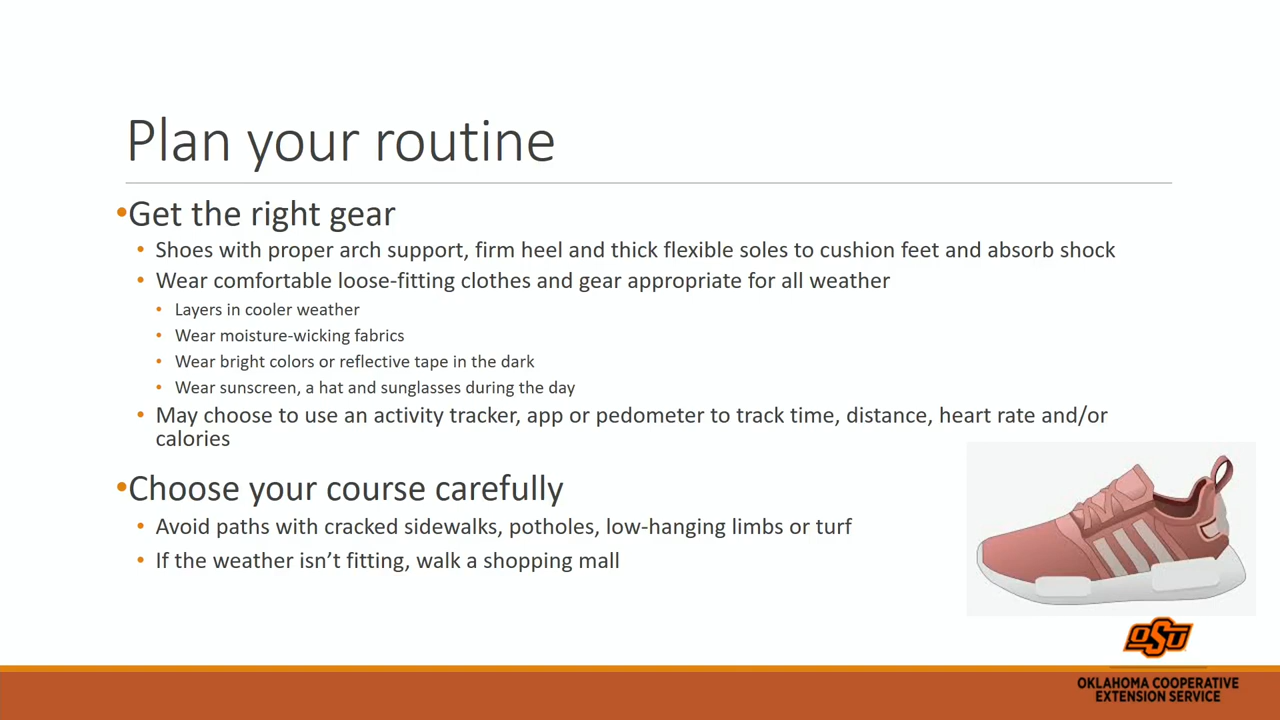 Plan your routine
•Get the right gear
• Shoes with proper arch support, firm heel and thick flexible soles to cushion feet and absorb shock
• Wear comfortable loose-fitting clothes and gear appropriate for all weather
• Layers in cooler weather
• Wear moisture-wicking fabrics
• Wear bright colors or reflective tape in the dark
• Wear sunscreen, a hat and sunglasses during the day
• May choose to use an activity tracker, app or pedometer to track time, distance, heart rate and/or
calories
•Choose your course carefully
• Avoid paths with cracked sidewalks, potholes, low-hanging limbs or turf
• If the weather isn’t fitting, walk a shopping mall
OSU
OKLAHOMA COOPERATIVE
EXTENSION SERVICE